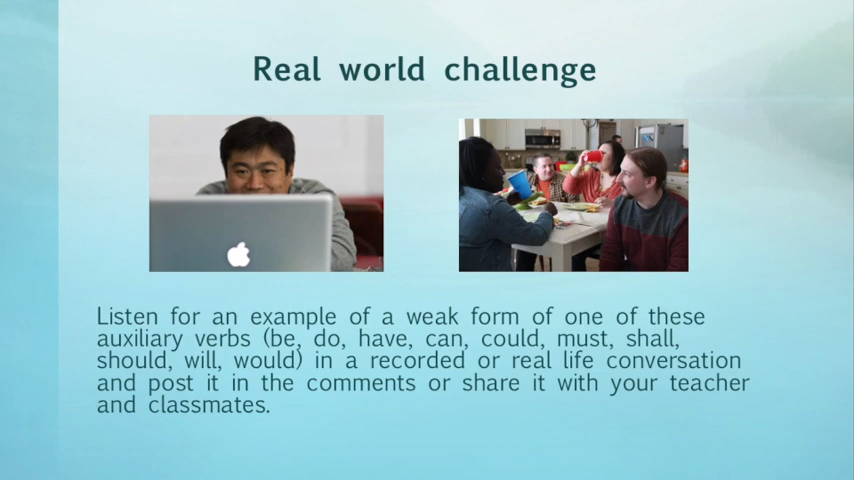 Real world challenge
Listen for an example of a weak form of one of these
auxiliary verbs (be, do, have, can, could, must, shall,
should, will, would) in a recorded or real life conversation
and post it in the comments or share it with your teacher
and classmates.